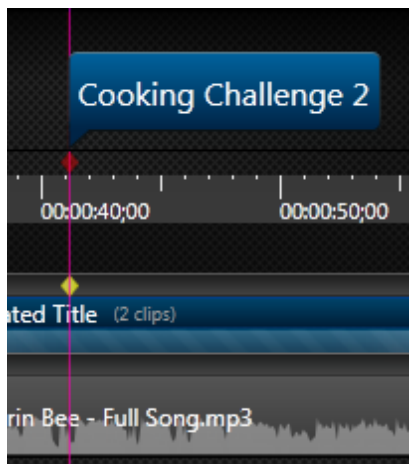 Cooking Challenge 2
00:00:40;00 00:00:50;00
ated Title (2 clips)
rin Bee - Full Song.mp3